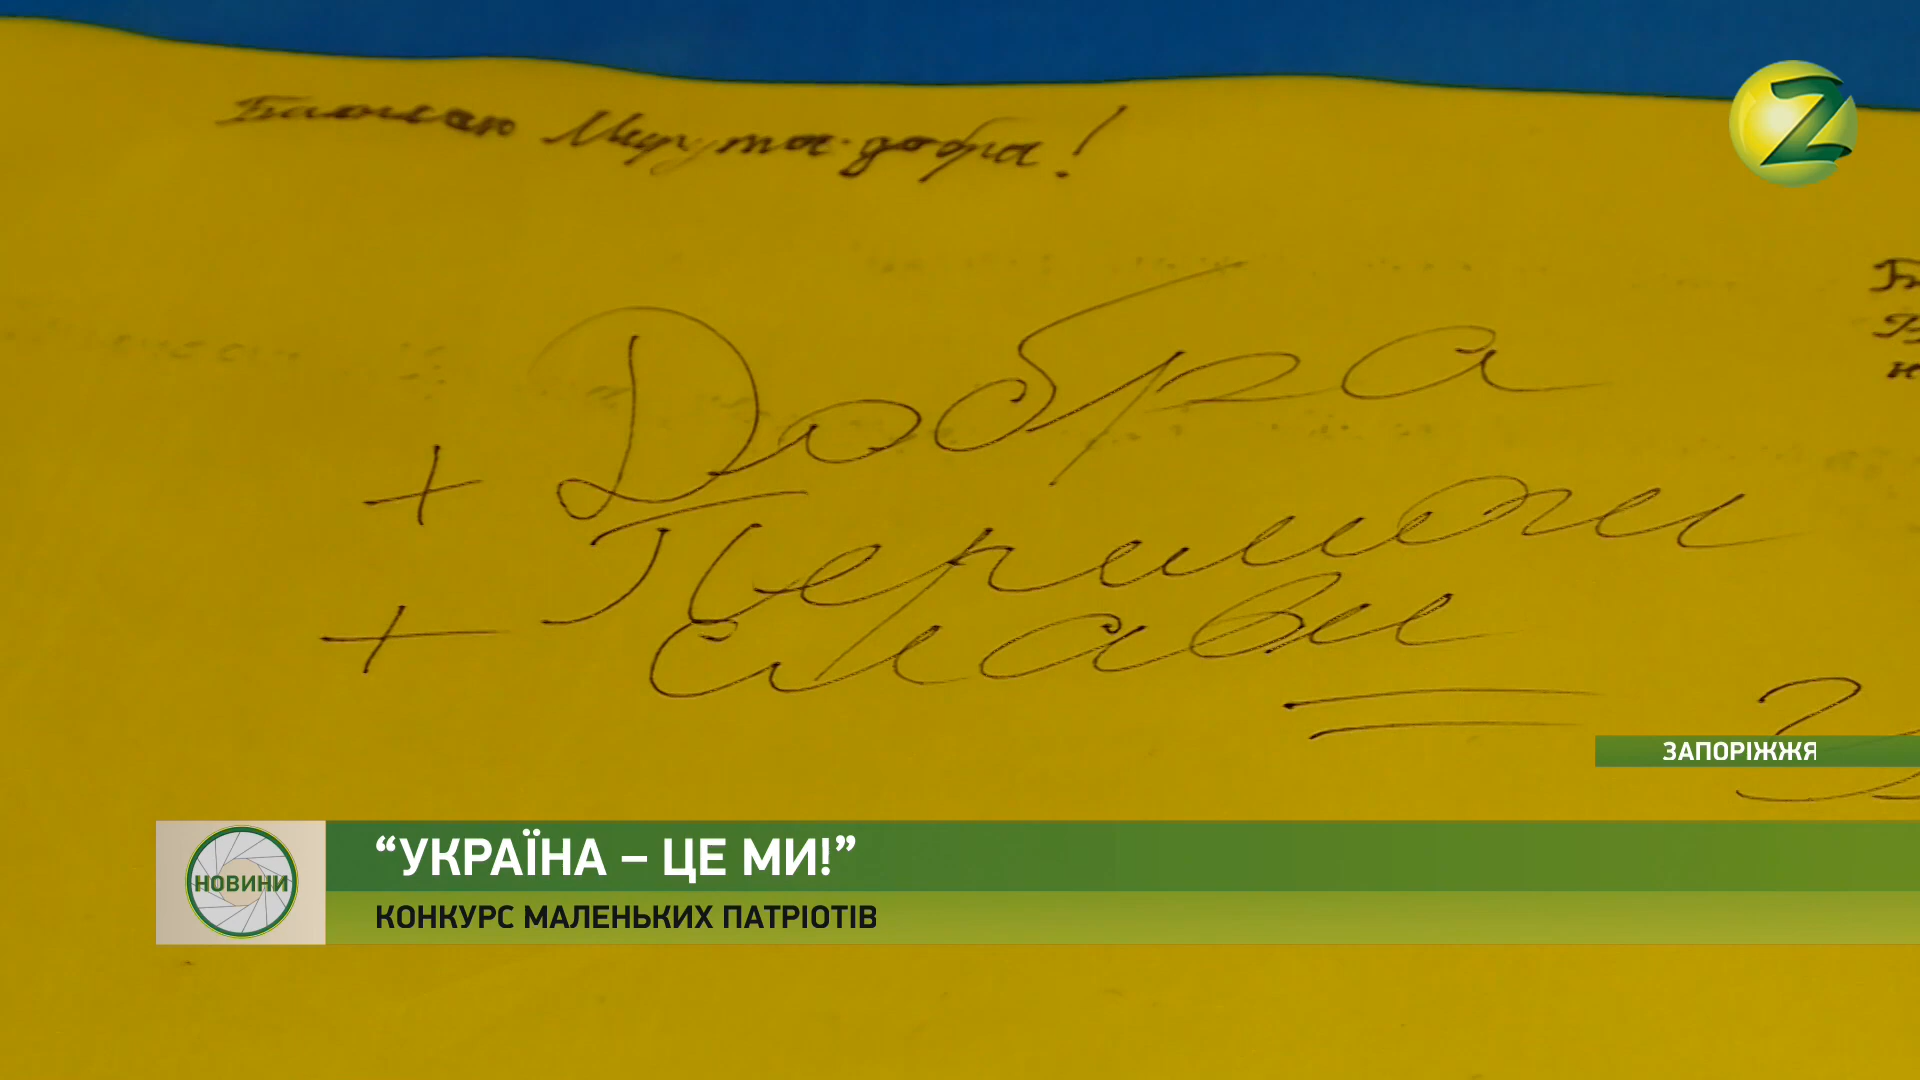 Бажаю Миру та добра!
Добра
+ Перемоги
+ слави
ЗАПОРІЖЖЯ
НОВИНИ
“УКРАЇНА – ЦЕ МИ!”
КОНКУРС МАЛЕНЬКИХ ПАТРІОТІВ